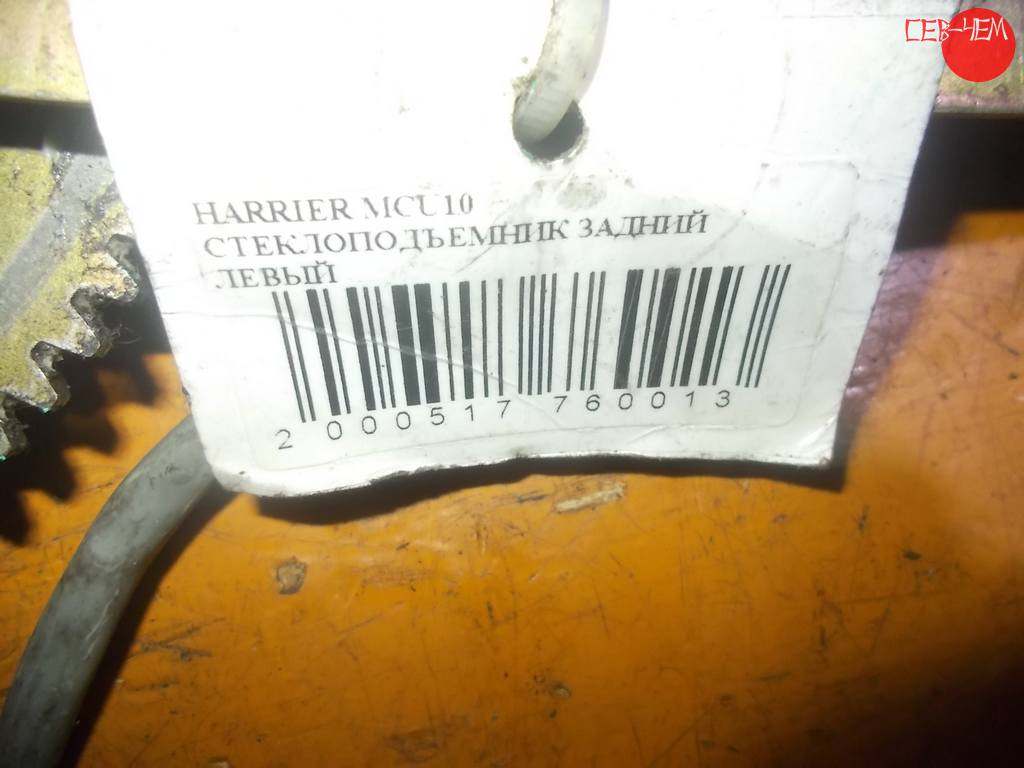 СЕВ-ЧЕМ
HARRIER MCU10
СТЕКЛОПОДЪЕМНИК ЗАДНИЙ
ЛЕВЫЙ
2 000517 760013